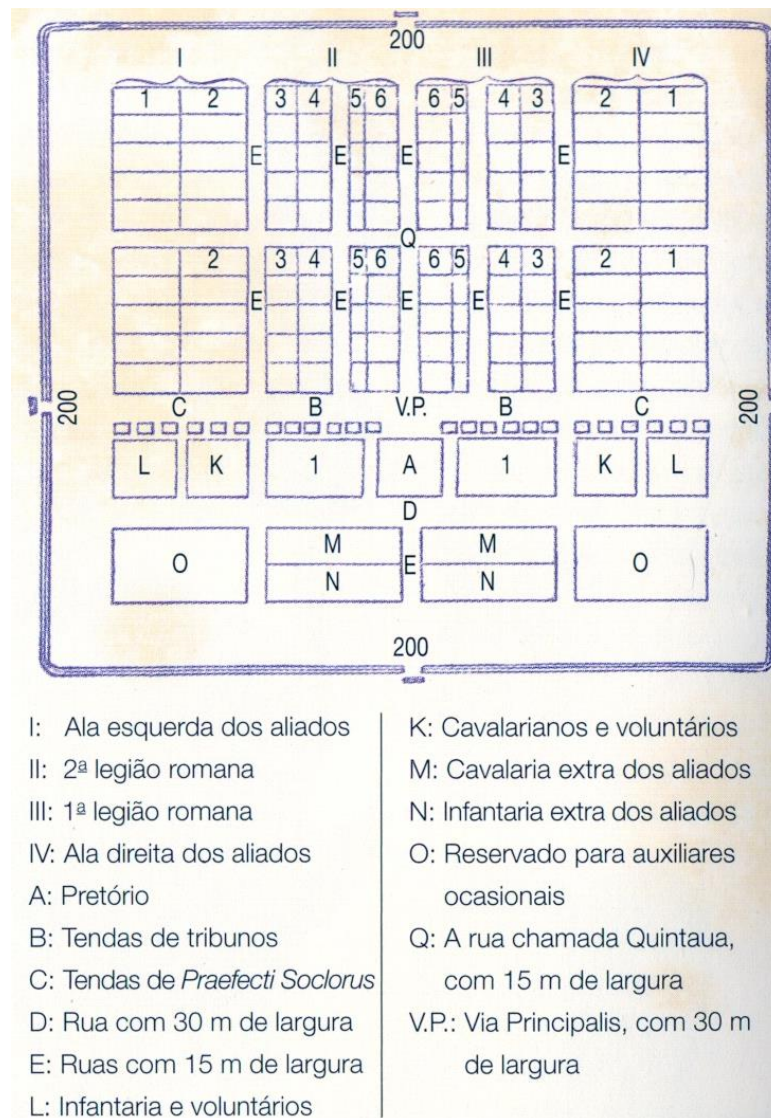 200
I II III IV
1 2 3 4 5 6 6 5 4 3 2 1
E E E E
Q
2 3 4 5 6 6 5 4 3 2 1
E E E E E
200 C B V.P. B C 200
L K 1 A 1 K L
D
O M E M O
N N
200
I: Ala esquerda dos aliados
II: 2ª legião romana
III: 1ª legião romana
IV: Ala direita dos aliados
A: Pretório
B: Tendas de tribunos
C: Tendas de Praefecti Soclorus
D: Rua com 30 m de largura
E: Ruas com 15 m de largura
L: Infantaria e voluntários
K: Cavalarianos e voluntários
M: Cavalaria extra dos aliados
N: Infantaria extra dos aliados
O: Reservado para auxiliares
ocasionais
Q: A rua chamada Quintaua,
com 15 m de largura
V.P.: Via Principalis, com 30 m
de largura